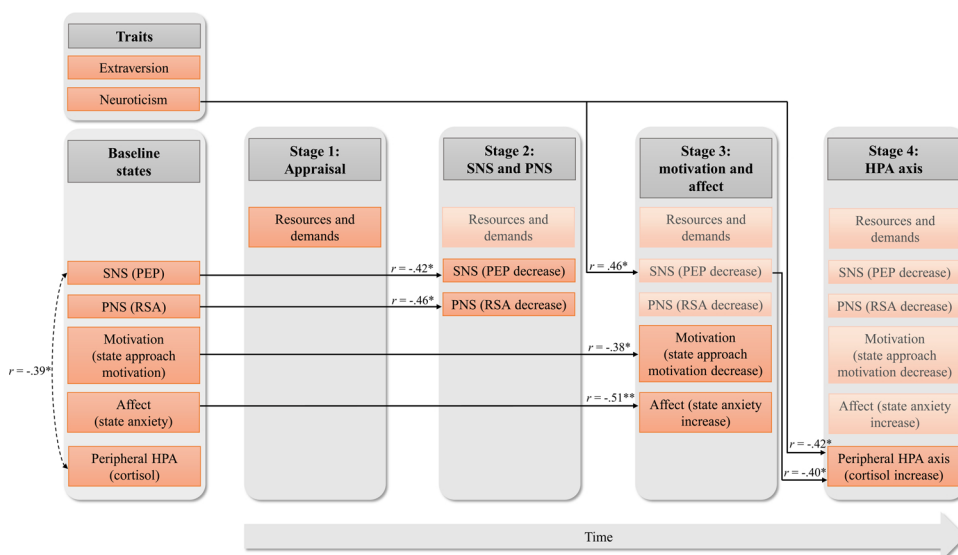 Traits
Extraversion
Neuroticism
Baseline
states
SNS (PEP)
PNS (RSA)
Motivation
(state approach
motivation)
Affect
(state anxiety)
Peripheral HPA
(cortisol)
r = -.39*
Stage 1:
Appraisal
Resources and
demands
Stage 2:
SNS and PNS
Resources and
demands
r = -.42*
SNS (PEP decrease)
r = -.46*
PNS (RSA decrease)
Stage 3:
motivation and
affect
Resources and
demands
r = .46*
SNS (PEP decrease)
PNS (RSA decrease)
r = -.38*
Motivation
(state approach
motivation decrease)
r = -.51**
Affect (state anxiety
increase)
Stage 4:
HPA axis
Resources and
demands
SNS (PEP decrease)
PNS (RSA decrease)
Motivation
(state approach
motivation decrease)
Affect (state anxiety
increase)
r = -.42*
r = -.40*
Peripheral HPA axis
(cortisol increase)
Time